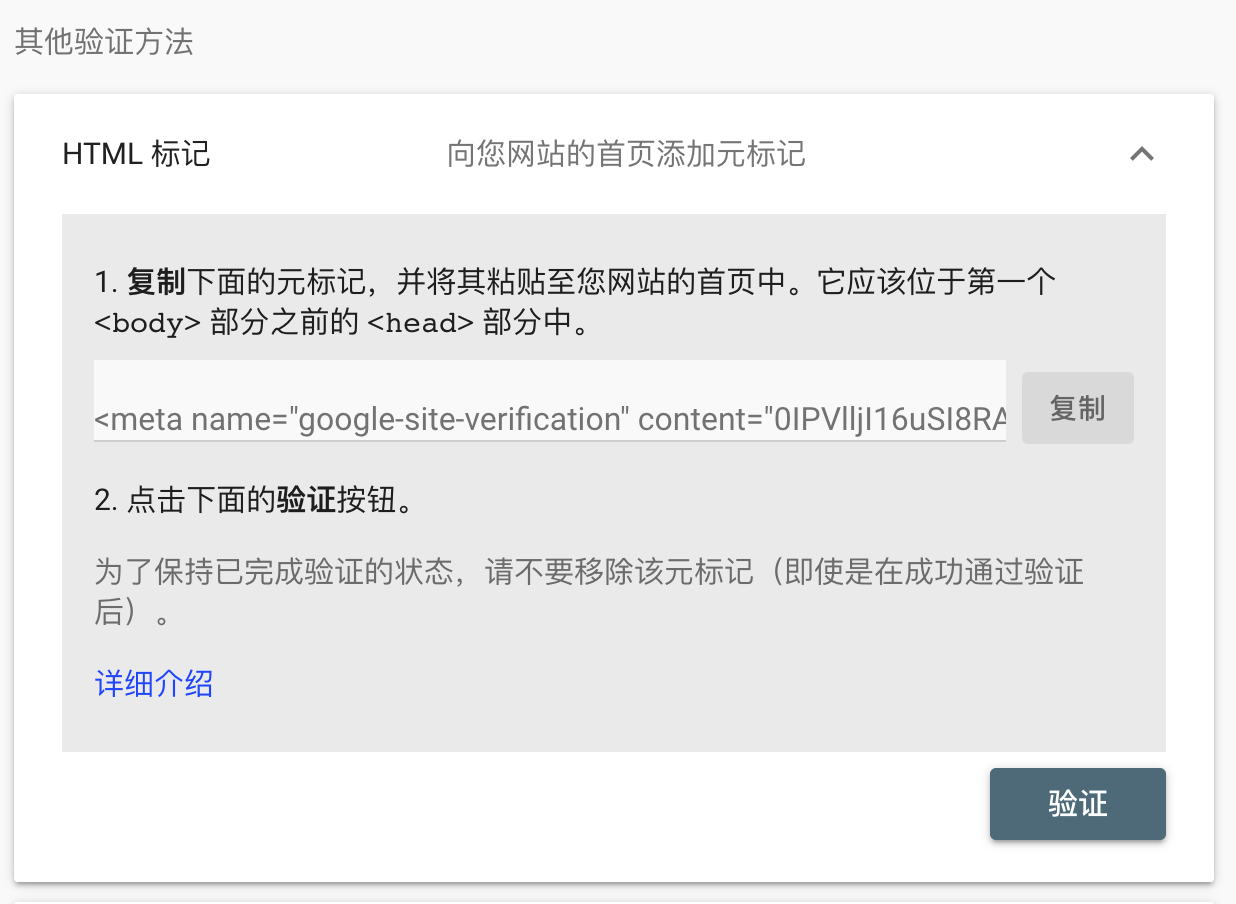 其他验证方法
HTML 标记
向您网站的首页添加元标记
1. 复制下面的元标记，并将其粘贴至您网站的首页中。它应该位于第一个
<body> 部分之前的 <head> 部分中。
<meta name="google-site-verification" content="0IPVlljI16uSI8RA
复制
2. 点击下面的验证按钮。
为了保持已完成验证的状态，请不要移除该元标记（即使是在成功通过验证
后）。
详细介绍
验证